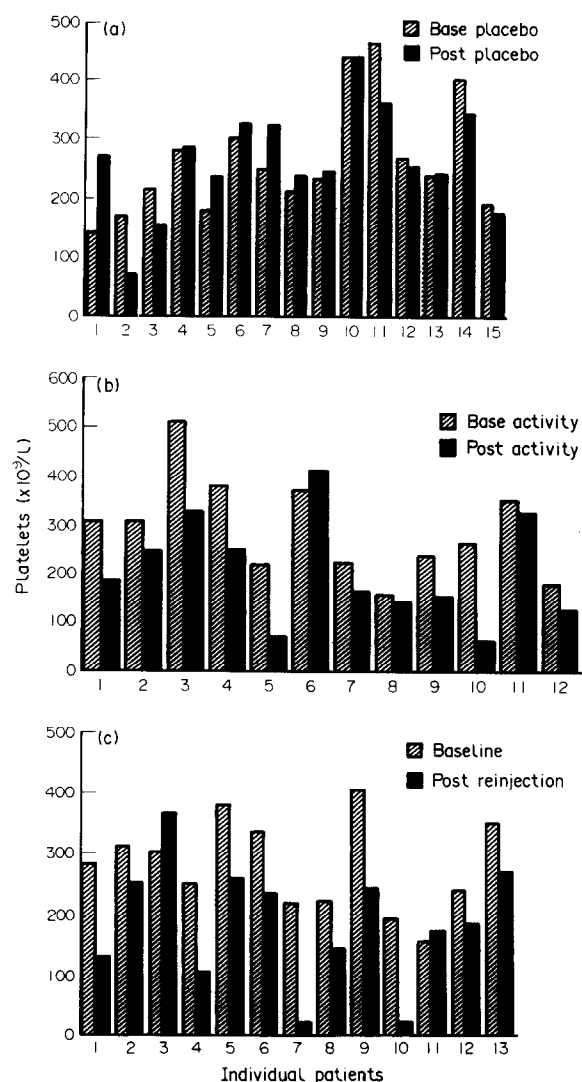 (a)
Base placebo
Post placebo
500
400
300
200
100
0
1 2 3 4 5 6 7 8 9 10 11 12 13 14 15
(b)
Base activity
Post activity
600
500
400
300
200
100
0
1 2 3 4 5 6 7 8 9 10 11 12
Platelets (x10⁹/l)
(c)
Baseline
Post reinjection
500
400
300
200
100
0
1 2 3 4 5 6 7 8 9 10 11 12 13
Individual patients